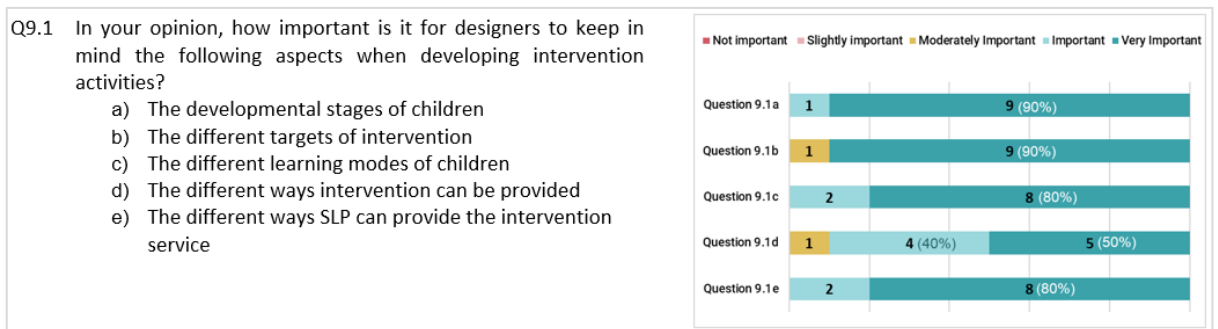 Q9.1 In your opinion, how important is it for designers to keep in
mind the following aspects when developing intervention
activities?
a) The developmental stages of children
b) The different targets of intervention
c) The different learning modes of children
d) The different ways intervention can be provided
e) The different ways SLP can provide the intervention
service
Not important Slightly important Moderately Important Important Very Important
Question 9.1a 1 9 (90%)
Question 9.1b 1 9 (90%)
Question 9.1c 2 8 (80%)
Question 9.1d 1 4 (40%) 5 (50%)
Question 9.1e 2 8 (80%)